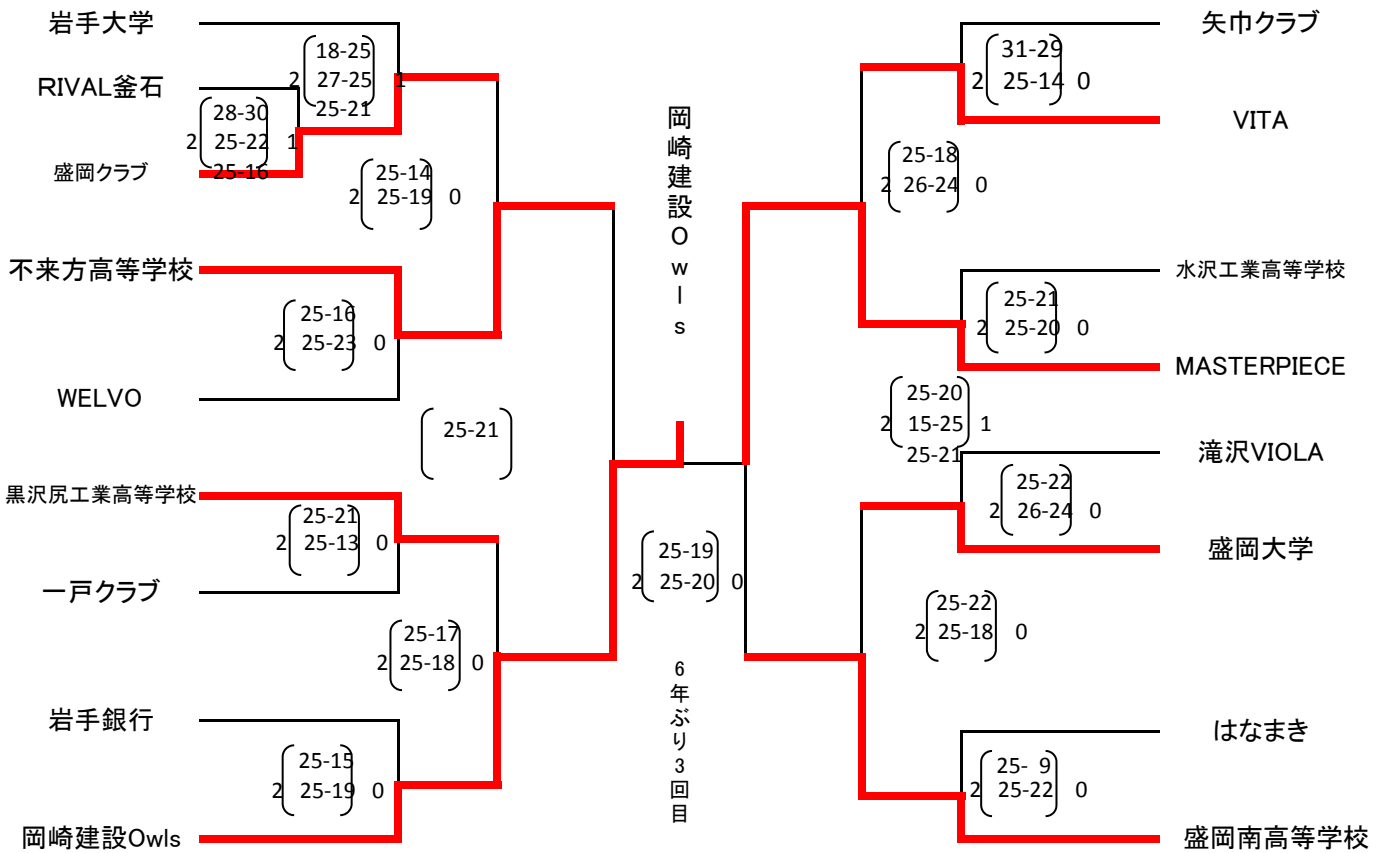 岩手大学
18-25
2 27-25 1
25-21
RIVAL釜石
28-30
2 25-22 1
25-16
盛岡クラブ
25-14
2 25-19 0
不来方高等学校
25-16
2 25-23 0
WELVO
25-21
黒沢尻工業高等学校
25-21
2 25-13 0
一戸クラブ
25-17
2 25-18 0
岩手銀行
25-15
2 25-19 0
岡崎建設Owls
岡崎建設Owls
25-19
2 25-20 0
6年ぶり3回目
矢巾クラブ
31-29
2 25-14 0
VITA
25-18
2 26-24 0
水沢工業高等学校
25-21
2 25-20 0
MASTERPIECE
25-20
2 15-25 1
25-21
滝沢VIOLA
25-22
2 26-24 0
盛岡大学
25-22
2 25-18 0
はなまき
25- 9
2 25-22 0
盛岡南高等学校